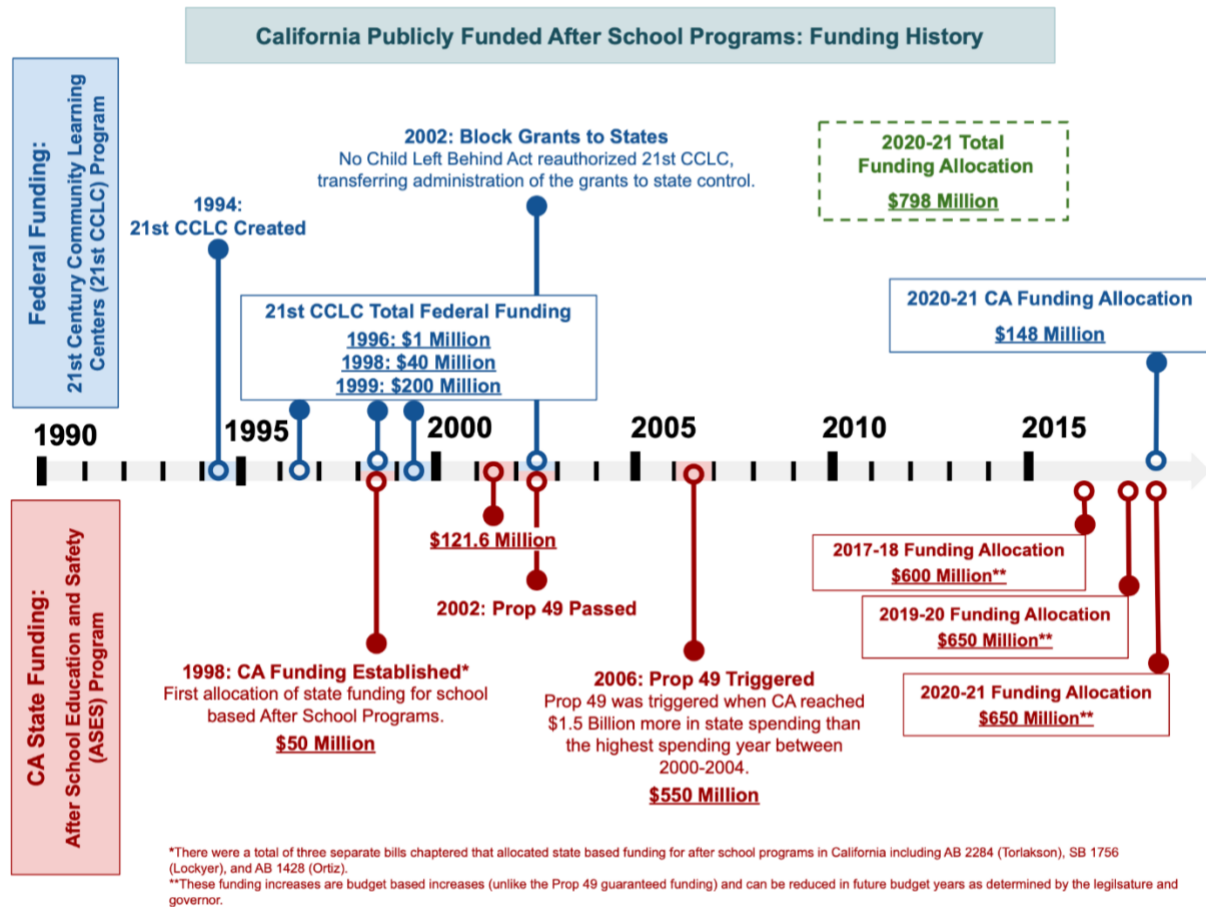 California Publicly Funded After School Programs: Funding History
Federal Funding:
21st Century Community Learning
Centers (21st CCLC) Program
2002: Block Grants to States
No Child Left Behind Act reauthorized 21st CCLC,
transferring administration of the grants to state control.
2020-21 Total
Funding Allocation
$798 Million
1994:
21st CCLC Created
21st CCLC Total Federal Funding
1996: $1 Million
1998: $40 Million
1999: $200 Million
2020-21 CA Funding Allocation
$148 Million
1990
1995
2000
2005
2010
2015
CA State Funding:
After School Education and Safety
(ASES) Program
$121.6 Million
2002: Prop 49 Passed
1998: CA Funding Established*
First allocation of state funding for school
based After School Programs.
$50 Million
2006: Prop 49 Triggered
Prop 49 was triggered when CA reached
$1.5 Billion more in state spending than
the highest spending year between
2000-2004.
$550 Million
2017-18 Funding Allocation
$600 Million**
2019-20 Funding Allocation
$650 Million**
2020-21 Funding Allocation
$650 Million**
*There were a total of three separate bills chaptered that allocated state based funding for after school programs in California including AB 2284 (Torlakson), SB 1756
(Lockyer), and AB 1428 (Ortiz).
**These funding increases are budget based increases (unlike the Prop 49 guaranteed funding) and can be reduced in future budget years as determined by the legilsature and
governor.